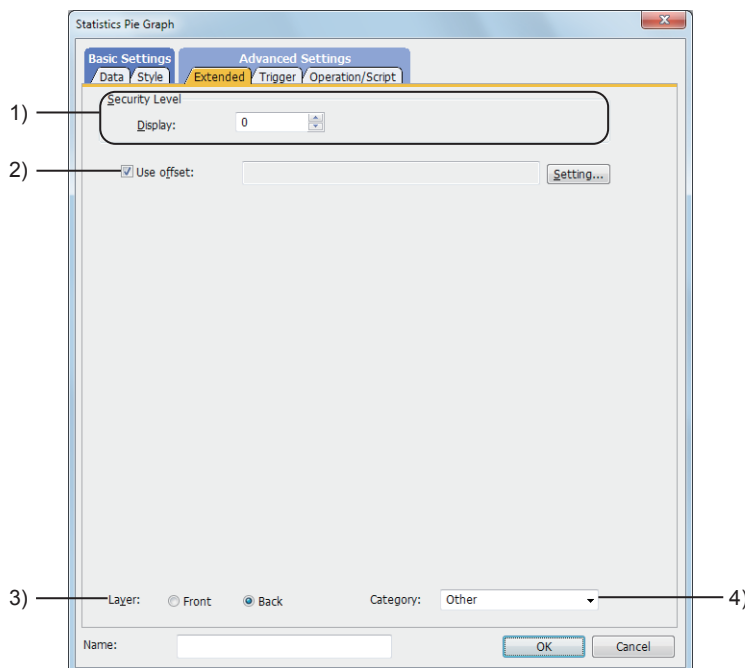 Statistics Pie Graph
Basic Settings Advanced Settings
Data Style Extended Trigger Operation/Script
1) Security Level
Display: 0
2) Use offset: Setting...
3) Layer: Front Back Category: Other 4)
Name: OK Cancel